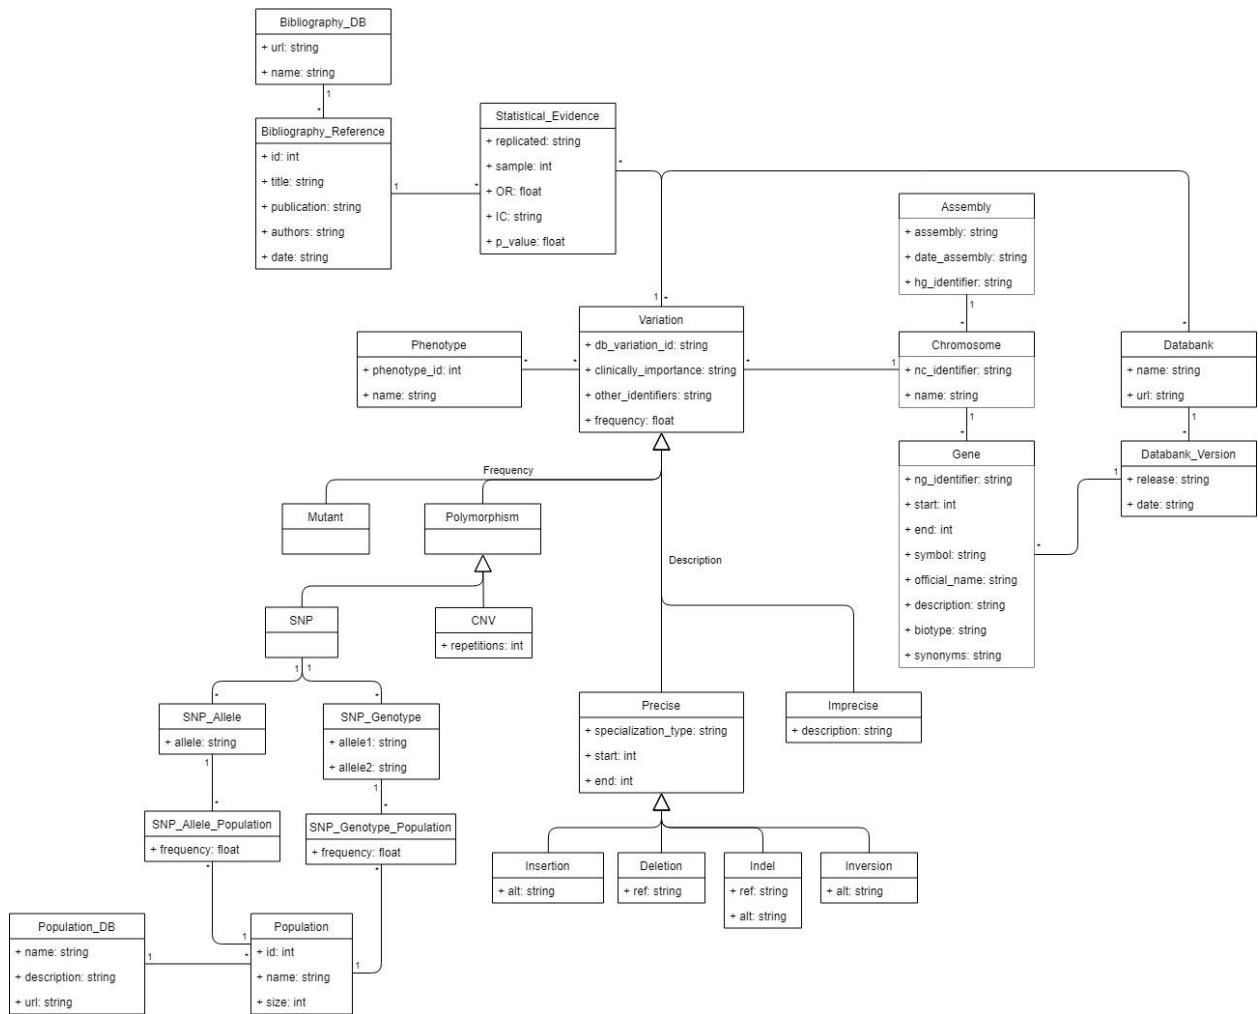 Bibliography_DB
+ url: string
+ name: string
1
*
Bibliography_Reference
+ id: int
+ title: string
+ publication: string
+ authors: string
+ date: string
1
*
Statistical_Evidence
+ replicated: string
+ sample: int
+ OR: float
+ IC: string
+ p_value: float
*
1
*
Assembly
+ assembly: string
+ date_assembly: string
+ hg_identifier: string
1
*
Phenotype
+ phenotype_id: int
+ name: string
*
*
Variation
+ db_variation_id: string
+ clinically_importance: string
+ other_identifiers: string
+ frequency: float
*
1
Chromosome
+ nc_identifier: string
+ name: string
1
*
*
Databank
+ name: string
+ url: string
1
*
Gene
+ ng_identifier: string
+ start: int
+ end: int
+ symbol: string
+ official_name: string
+ description: string
+ biotype: string
+ synonyms: string
*
1
Databank_Version
+ release: string
+ date: string
Frequency
Mutant
Polymorphism
Description
SNP
CNV
+ repetitions: int
1
1
*
*
SNP_Allele
+ allele: string
1
*
SNP_Genotype
+ allele1: string
+ allele2: string
1
*
Precise
+ specialization_type: string
+ start: int
+ end: int
Imprecise
+ description: string
SNP_Allele_Population
+ frequency: float
*
1
SNP_Genotype_Population
+ frequency: float
*
1
Insertion
+ alt: string
Deletion
+ ref: string
Indel
+ ref: string
+ alt: string
Inversion
+ alt: string
Population_DB
+ name: string
+ description: string
+ url: string
1
*
Population
+ id: int
+ name: string
+ size: int